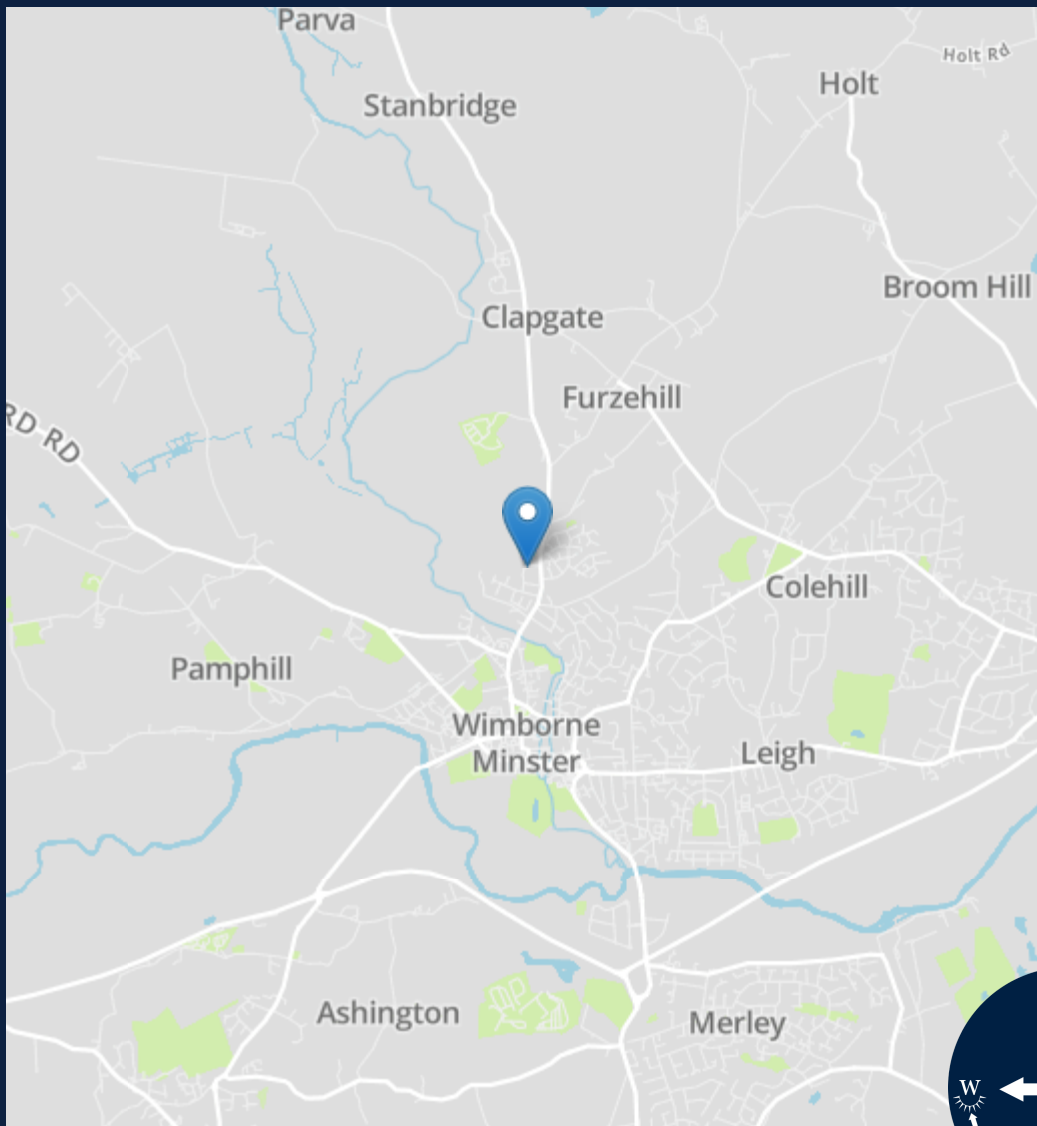 Parva
Stanbridge
Holt Rd
Holt
Broom Hill
Clapgate
Furzehill
RD RD
Colehill
Pamphill
Wimborne
Minster
Leigh
Ashington
Merley
W